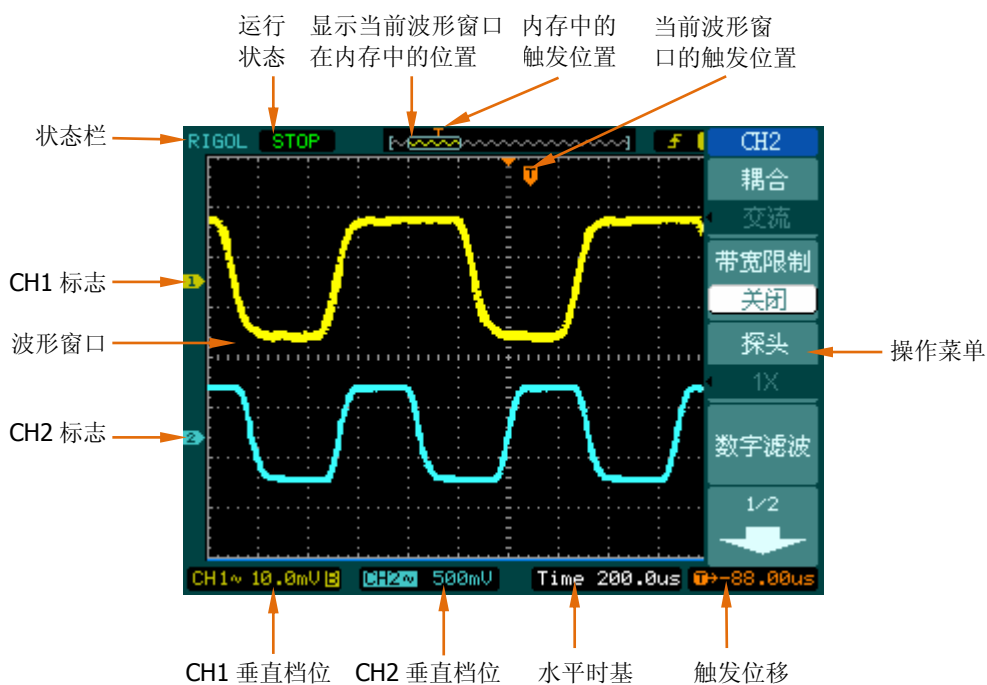 运行
状态
显示当前波形窗口
在内存中的位置
内存中的
触发位置
当前波形窗
口的触发位置
状态栏
RIGOL STOP
T
T
CH2
耦合
交流
带宽限制
关闭
探头
1X
数字滤波
1/2
CH1 标志
1
波形窗口
操作菜单
CH2 标志
2
CH1~ 10.0mV B
CH2~ 500mV
Time 200.0us
T→-88.00us
CH1 垂直档位
CH2 垂直档位
水平时基
触发位移